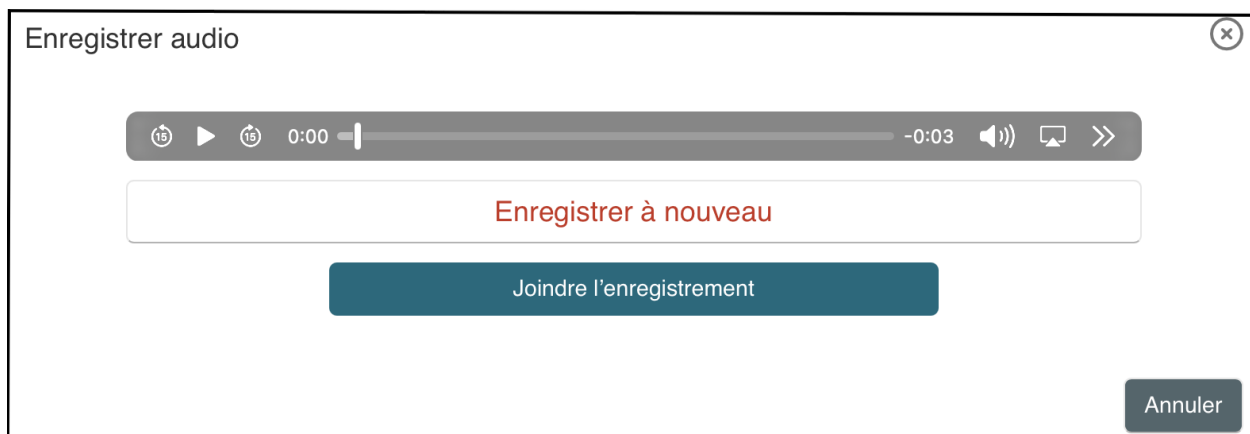 Enregistrer audio
15 15 0:00 -0:03
Enregistrer à nouveau
Joindre l’enregistrement
Annuler